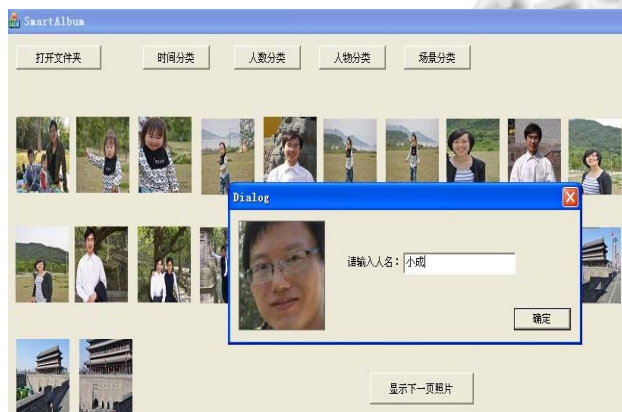 SmartAlbum
打开文件夹 时间分类 人数分类 人物分类 场景分类
Dialog
请输入人名：小成
确定
显示下一页照片